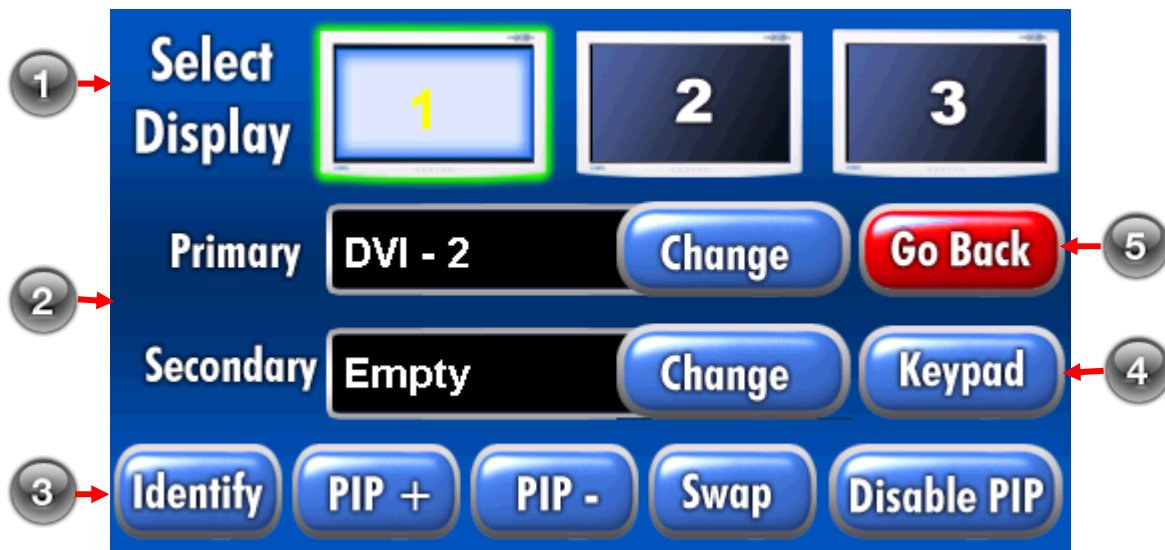 1
Select
Display
1
2
3
2
Primary
DVI - 2
Change
Go Back
5
Secondary
Empty
Change
Keypad
4
3
Identify
PIP +
PIP -
Swap
Disable PIP